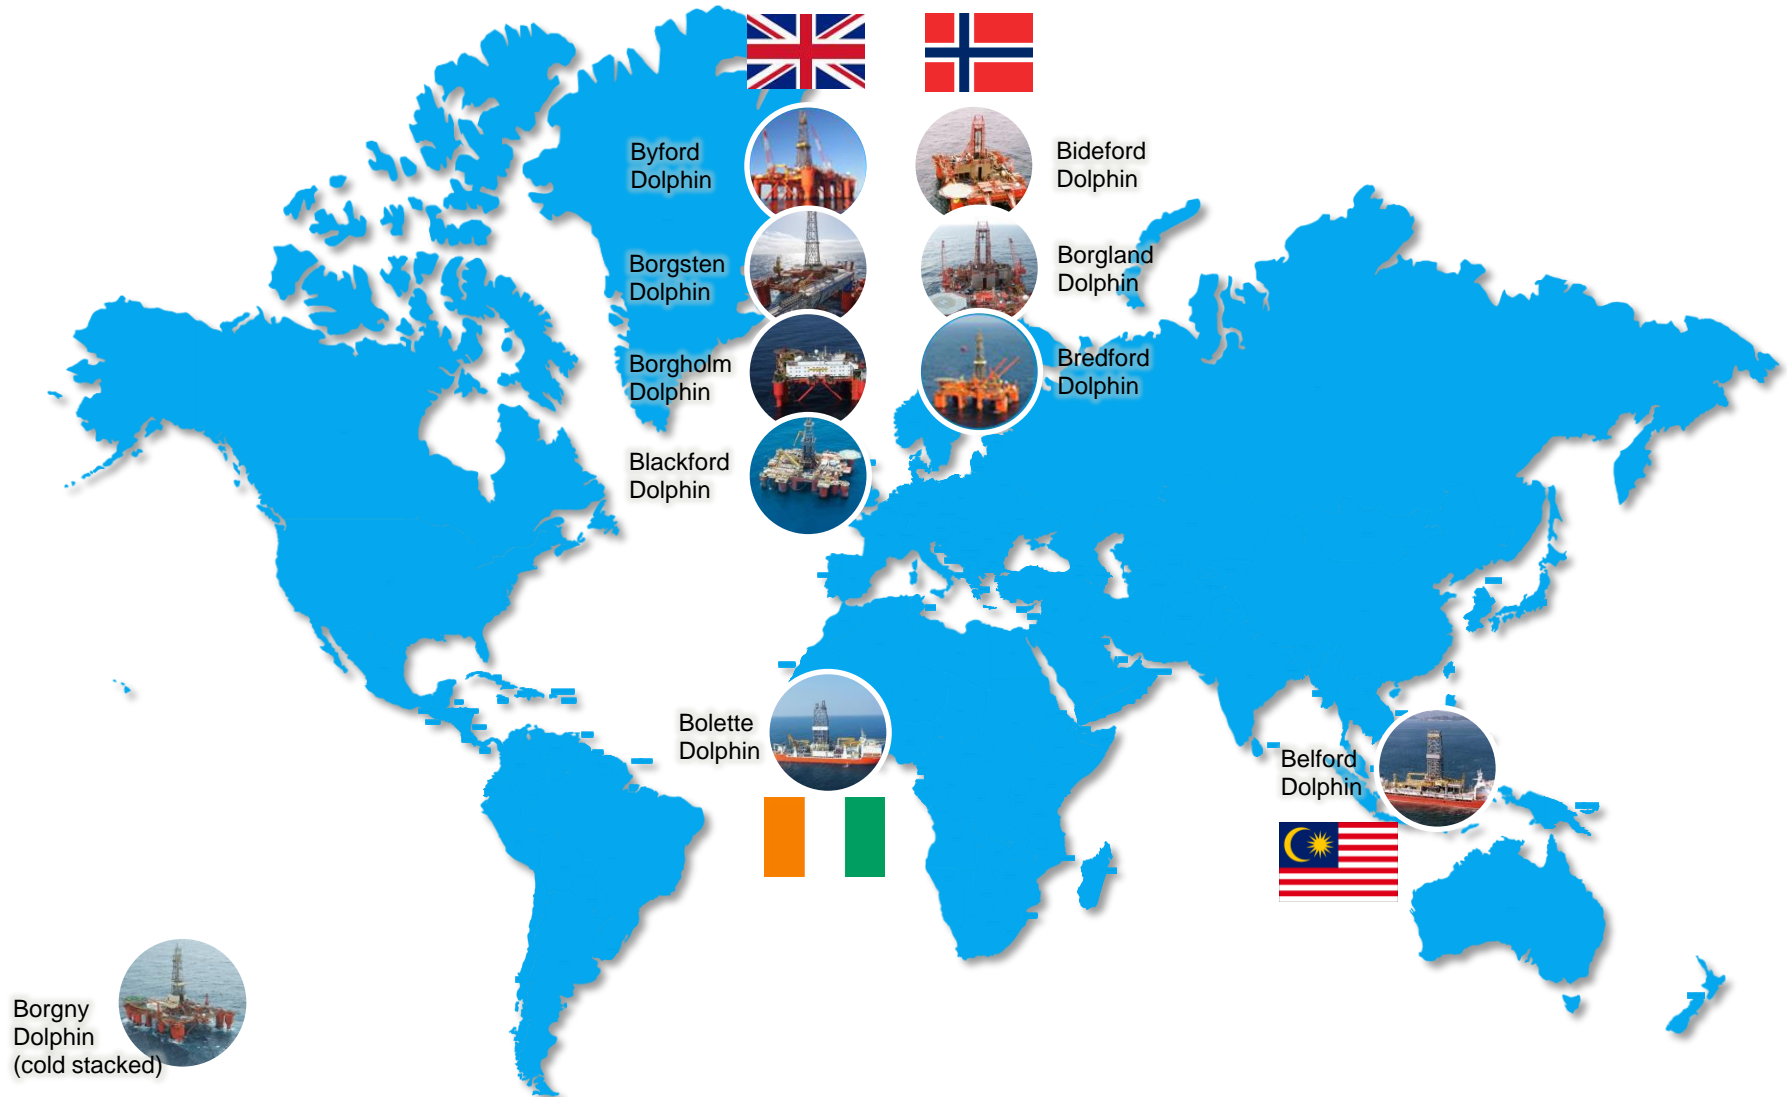 Byford
Dolphin
Bideford
Dolphin
Borgsten
Dolphin
Borgland
Dolphin
Borgholm
Dolphin
Bredford
Dolphin
Blackford
Dolphin
Bolette
Dolphin
Belford
Dolphin
Borgny
Dolphin
(cold stacked)